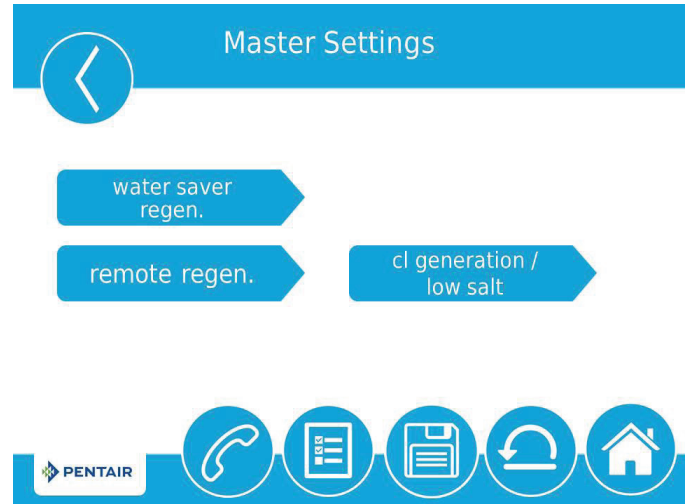 Master Settings
water saver
regen.
remote regen.
cl generation /
low salt
PENTAIR